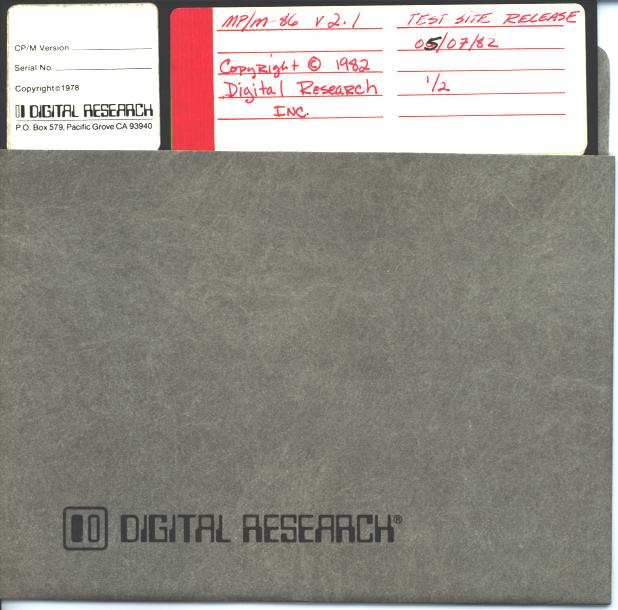 CP/M Version
Serial No
Copyright © 1978
DIGITAL RESEARCH
P.O. Box 579, Pacific Grove CA 93940
MP/M-86 V 2.1
Copyright © 1982
Digital Research
INC.
TEST SITE RELEASE
05/07/82
1/2
DIGITAL RESEARCH®